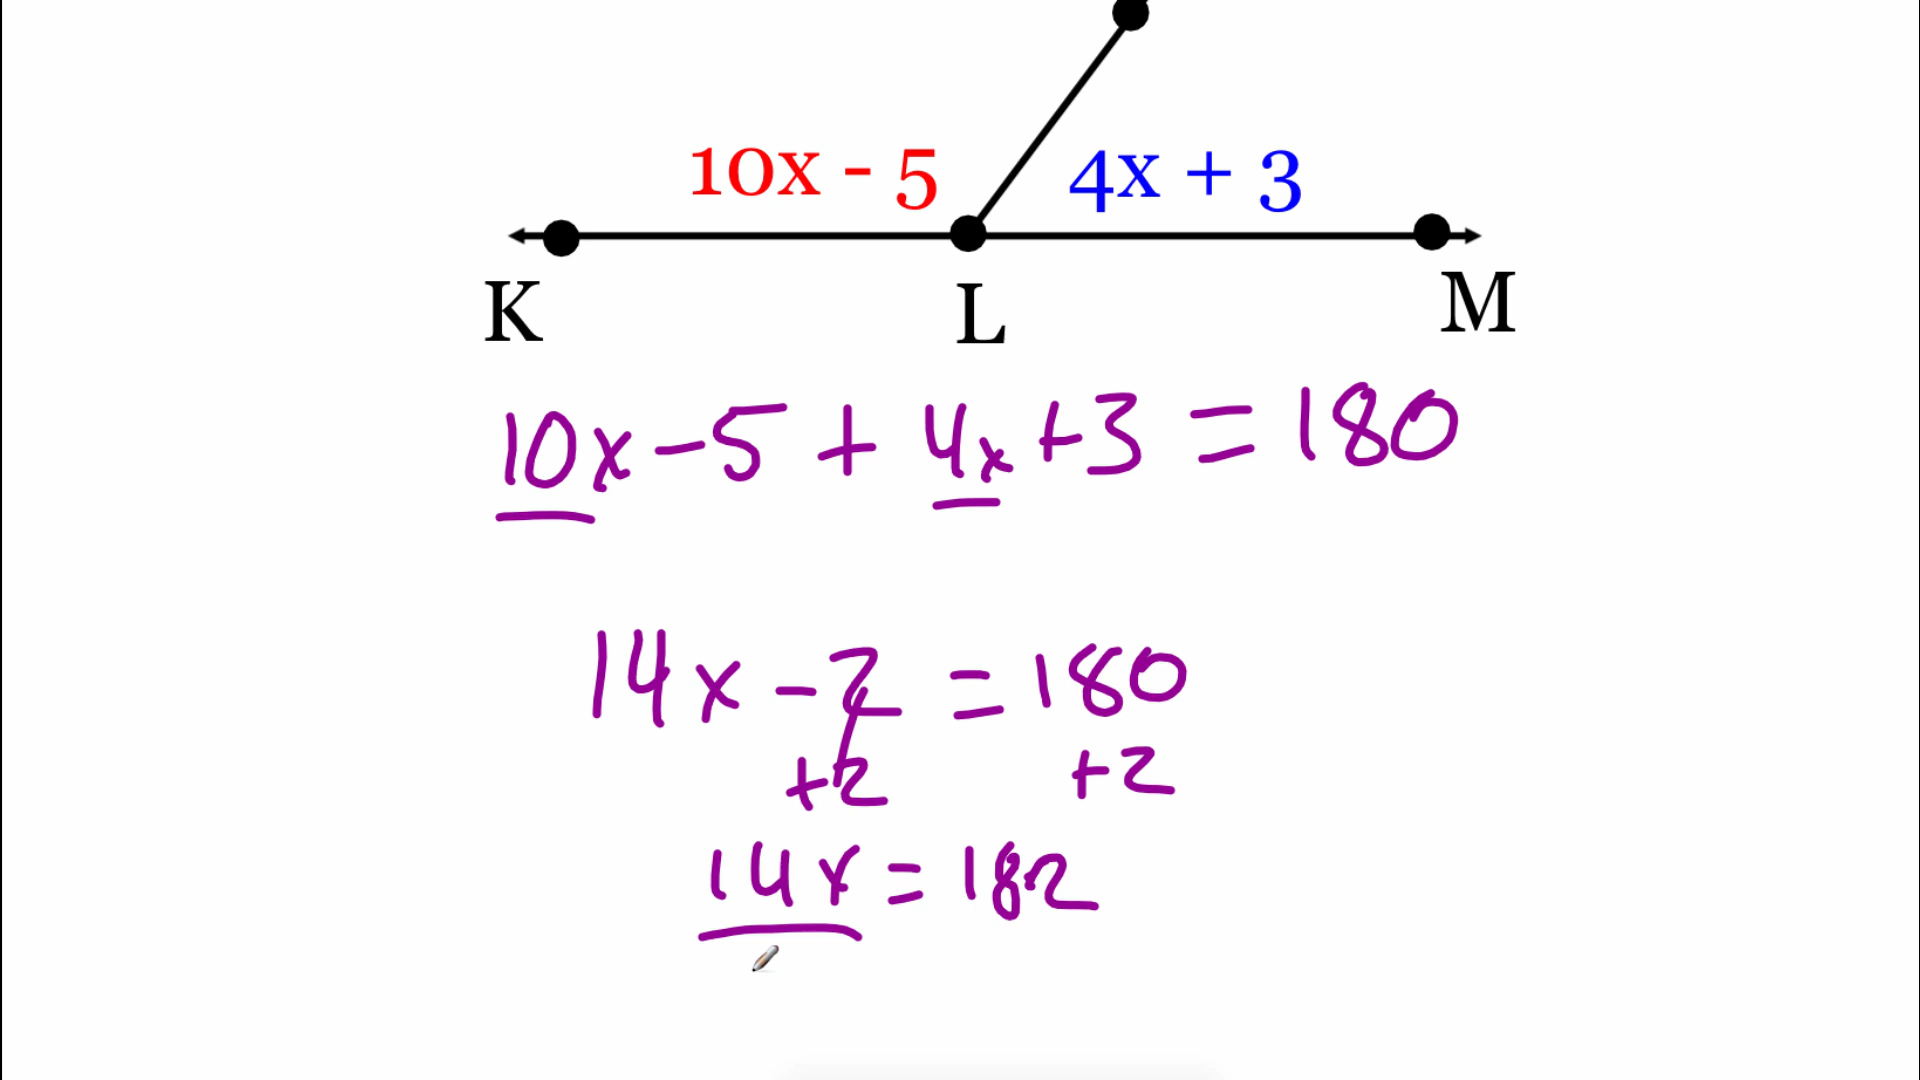 10x - 5 4x + 3
K L M
10x - 5 + 4x + 3 = 180
14x - 2 = 180
+2 +2
14x = 182